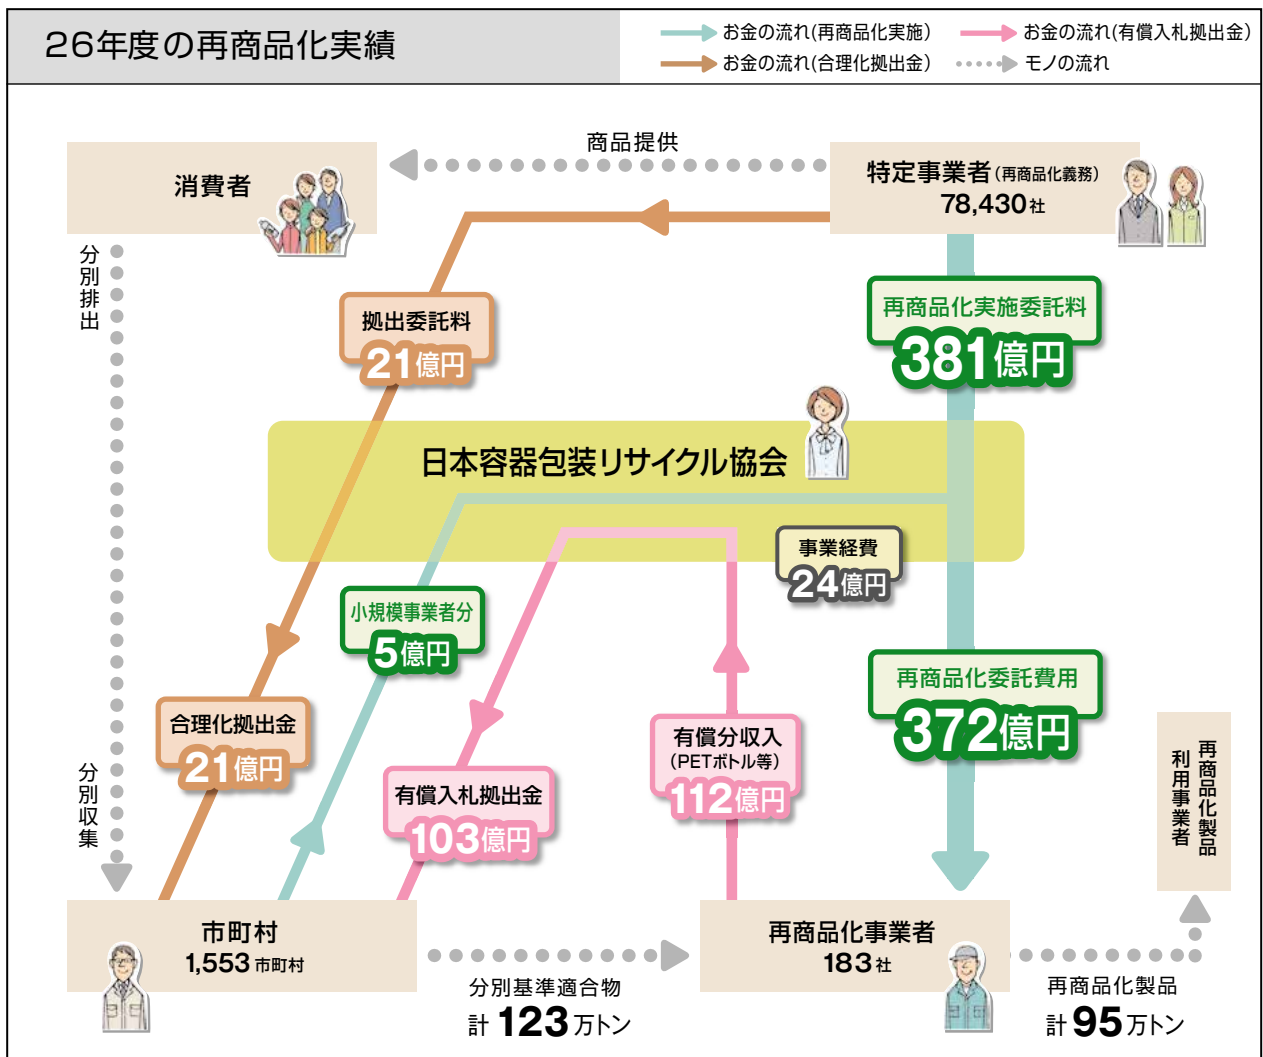 26年度の再商品化実績
お金の流れ(再商品化実施)
お金の流れ(有償入札拠出金)
お金の流れ(合理化拠出金)
モノの流れ
商品提供
消費者
特定事業者(再商品化義務)
78,430社
分別排出
拠出委託料
21億円
再商品化実施委託料
381億円
日本容器包装リサイクル協会
事業経費
24億円
小規模事業者分
5億円
再商品化委託費用
372億円
合理化拠出金
21億円
有償分収入
(PETボトル等)
112億円
有償入札拠出金
103億円
分別収集
再商品化製品
利用事業者
市町村
1,553市町村
再商品化事業者
183社
分別基準適合物
計123万トン
再商品化製品
計95万トン